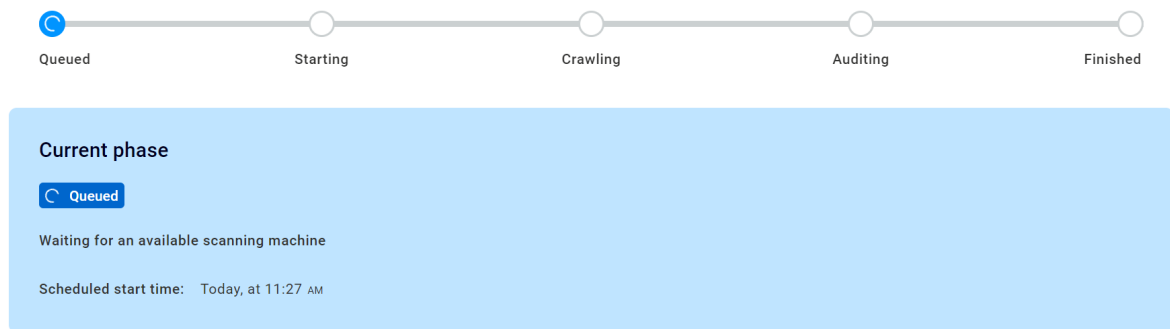 Queued Starting Crawling Auditing Finished
Current phase
Queued
Waiting for an available scanning machine
Scheduled start time: Today, at 11:27 AM